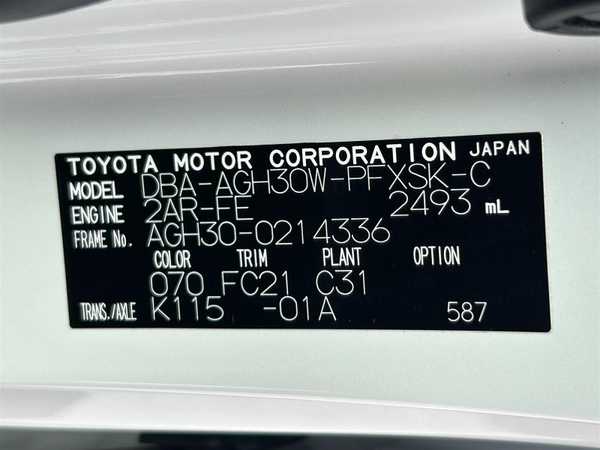 TOYOTA MOTOR CORPORATION JAPAN
MODEL DBA-AGH30W-PFXSK-C
ENGINE 2AR-FE 2493 mL
FRAME No. AGH30-0214336
COLOR TRIM PLANT OPTION
070 FC21 C31
TRANS./AXLE K115 -01A 587